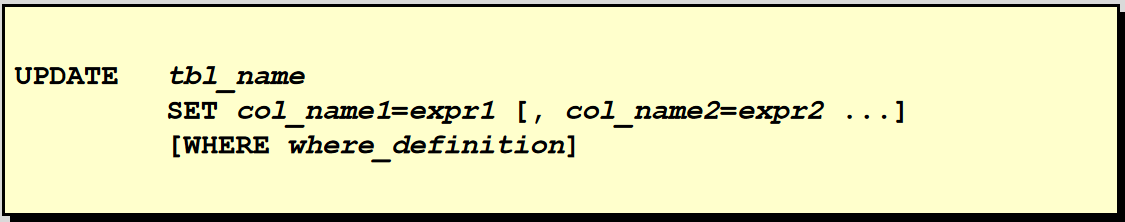 UPDATE tbl_name
SET col_name1=expr1 [, col_name2=expr2 ...]
[WHERE where_definition]